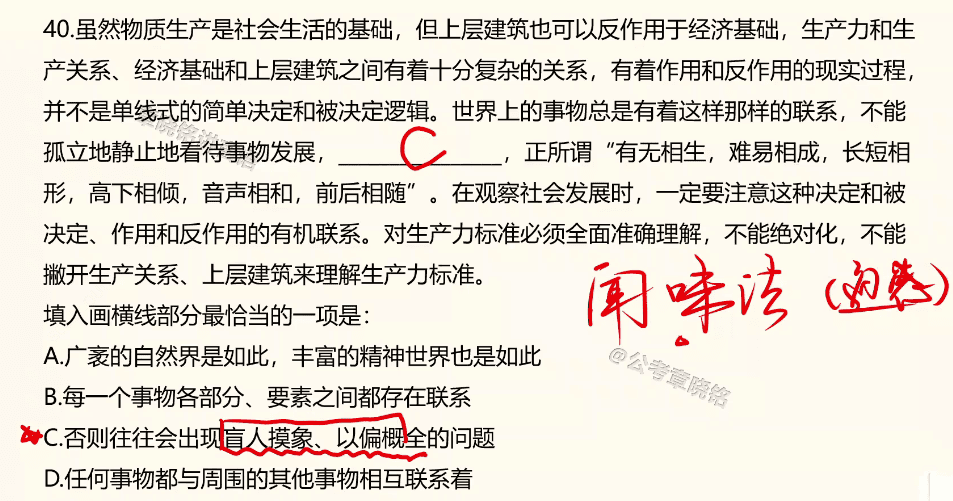 40.虽然物质生产是社会生活的基础，但上层建筑也可以反作用于经济基础，生产力和生
产关系、经济基础和上层建筑之间有着十分复杂的关系，有着作用和反作用的现实过程，
并不是单线式的简单决定和被决定逻辑。世界上的事物总是有着这样那样的联系，不能
孤立地静止地看待事物发展，______C______，正所谓“有无相生，难易相成，长短相
形，高下相倾，音声相和，前后相随”。在观察社会发展时，一定要注意这种决定和被
决定、作用和反作用的有机联系。对生产力标准必须全面准确理解，不能绝对化，不能
撇开生产关系、上层建筑来理解生产力标准。
闻味法
填入画横线部分最恰当的一项是：
A.广袤的自然界是如此，丰富的精神世界也是如此
@公考章晓铭
B.每一个事物各部分、要素之间都存在联系
C.否则往往会出现盲人摸象、以偏概全的问题
D.任何事物都与周围的其他事物相互联系着